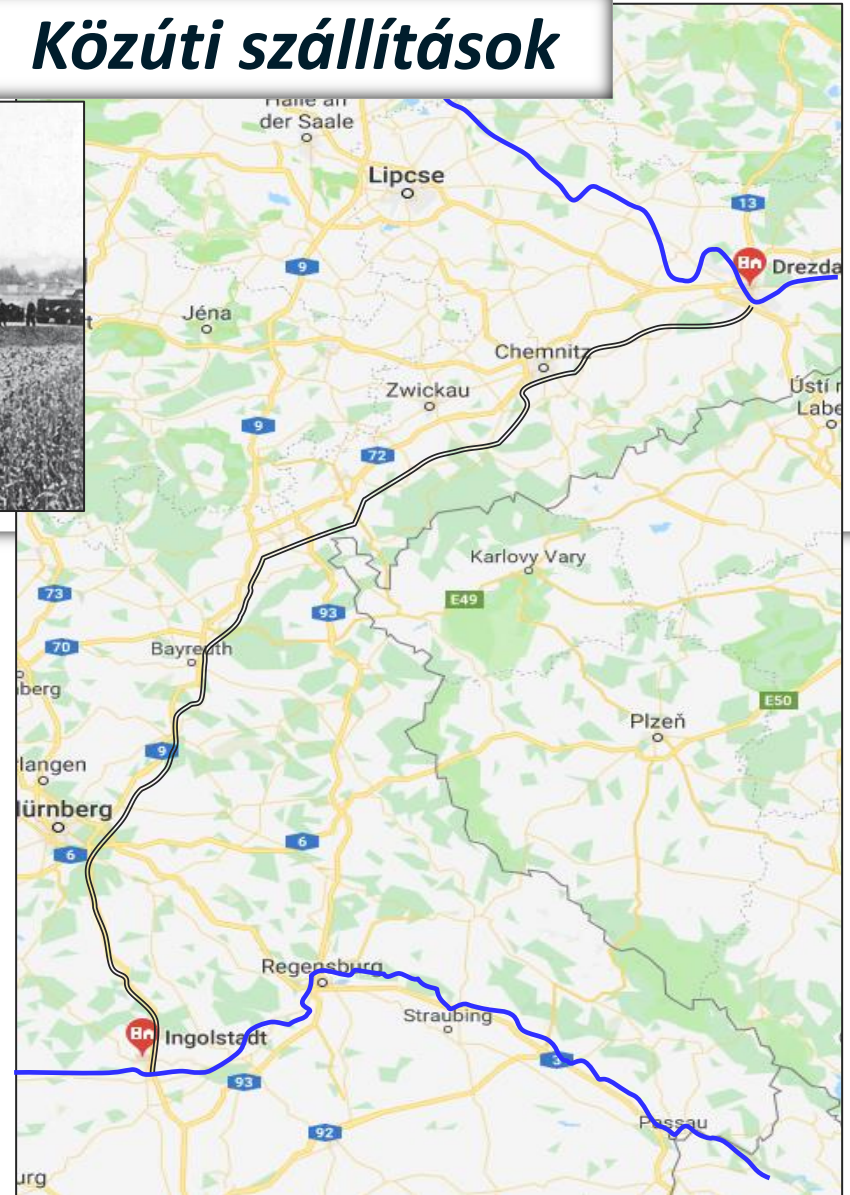 Közúti szállítások
Halle an
der Saale
Lipcse
13
9
Drezda
Jéna
t
Chemnitz
Zwickau
Ústí n
Labe
9
72
Karlovy Vary
73
E49
93
70
Bayreuth
berg
E50
Plzeň
9
langen
Nürnberg
6
6
Regensburg
Straubing
Ingolstadt
3
93
92
Passau
urg